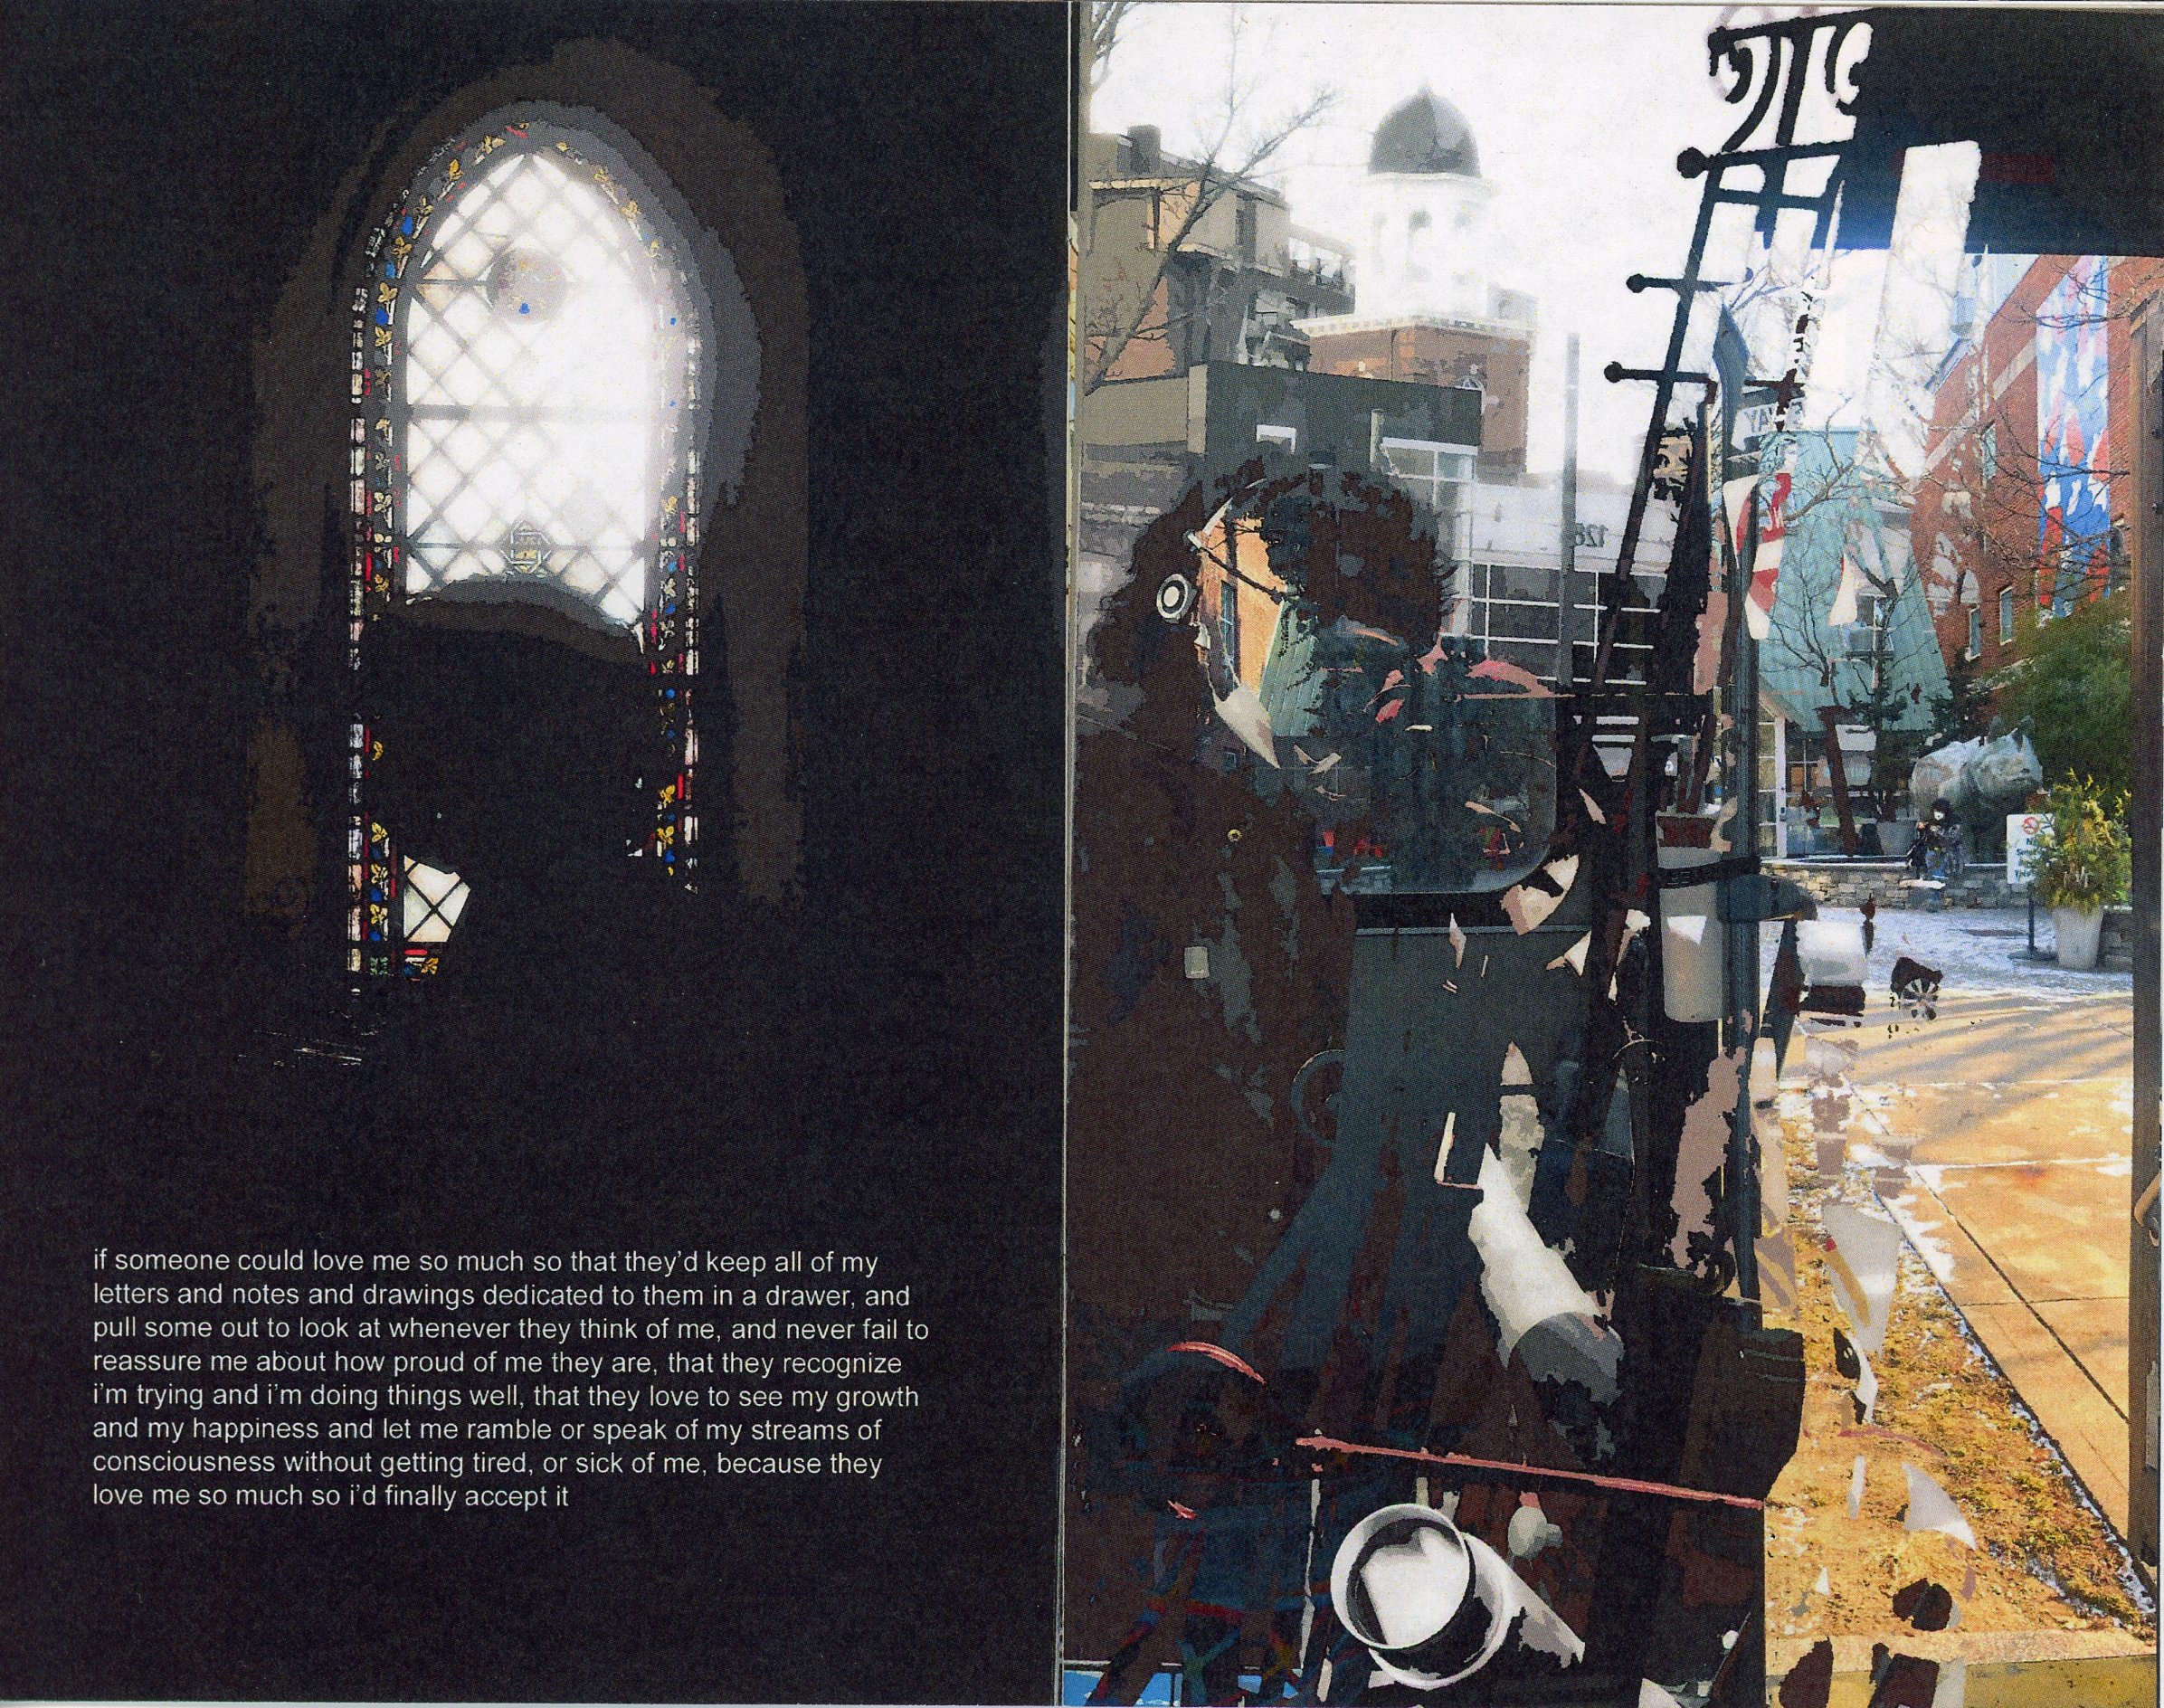 if someone could love me so much so that they'd keep all of my
letters and notes and drawings dedicated to them in a drawer, and
pull some out to look at whenever they think of me, and never fail to
reassure me about how proud of me they are, that they recognize
i'm trying and i'm doing things well, that they love to see my growth
and my happiness and let me ramble or speak of my streams of
consciousness without getting tired, or sick of me, because they
love me so much so i'd finally accept it